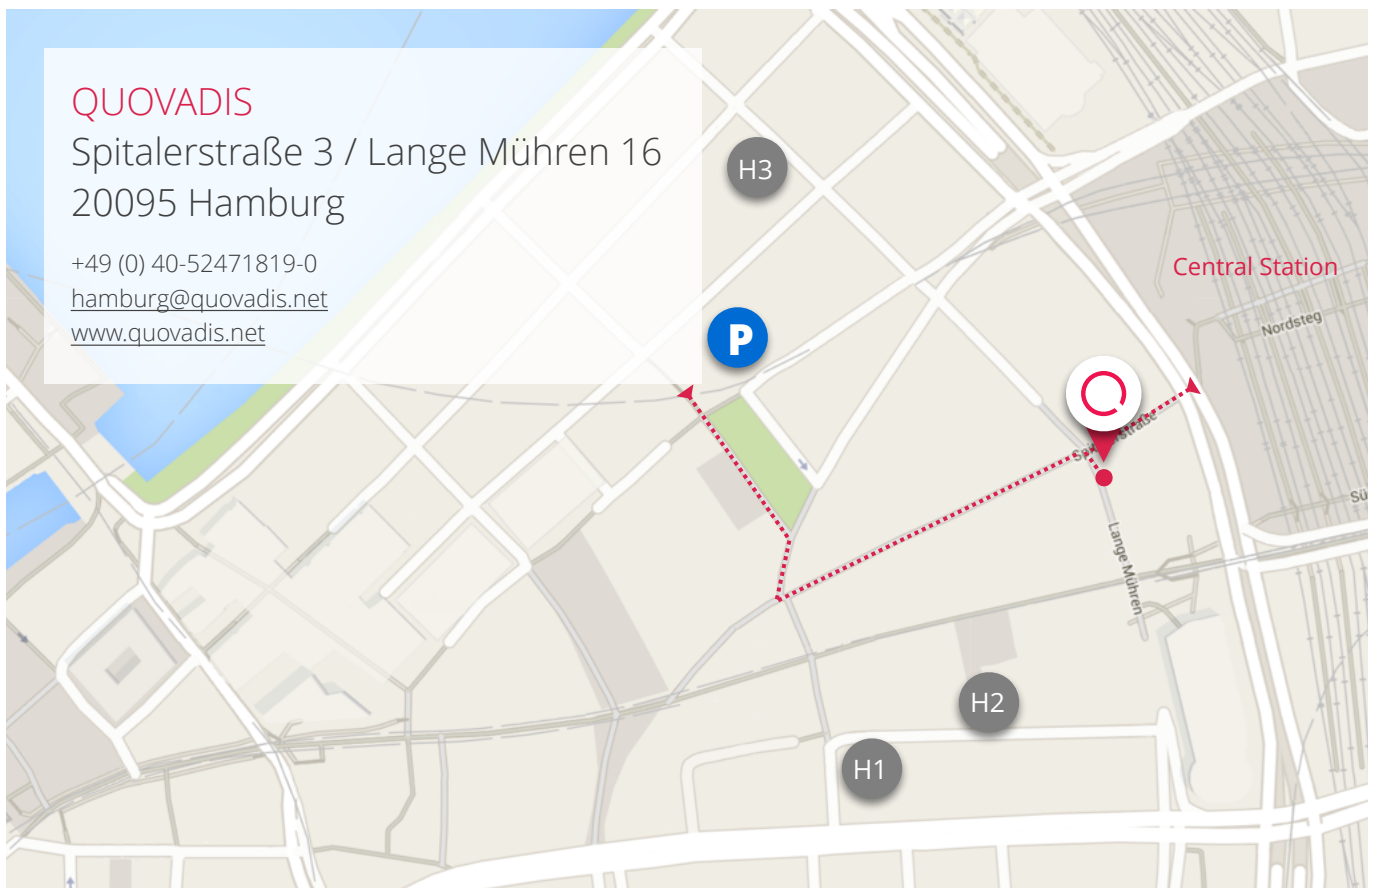 QUOVADIS
Spitalerstraße 3 / Lange Mühren 16
20095 Hamburg
+49 (0) 40-52471819-0
hamburg@quovadis.net
www.quovadis.net
H3
Central Station
Nordsteg
P
Lange Mühren
H2
H1